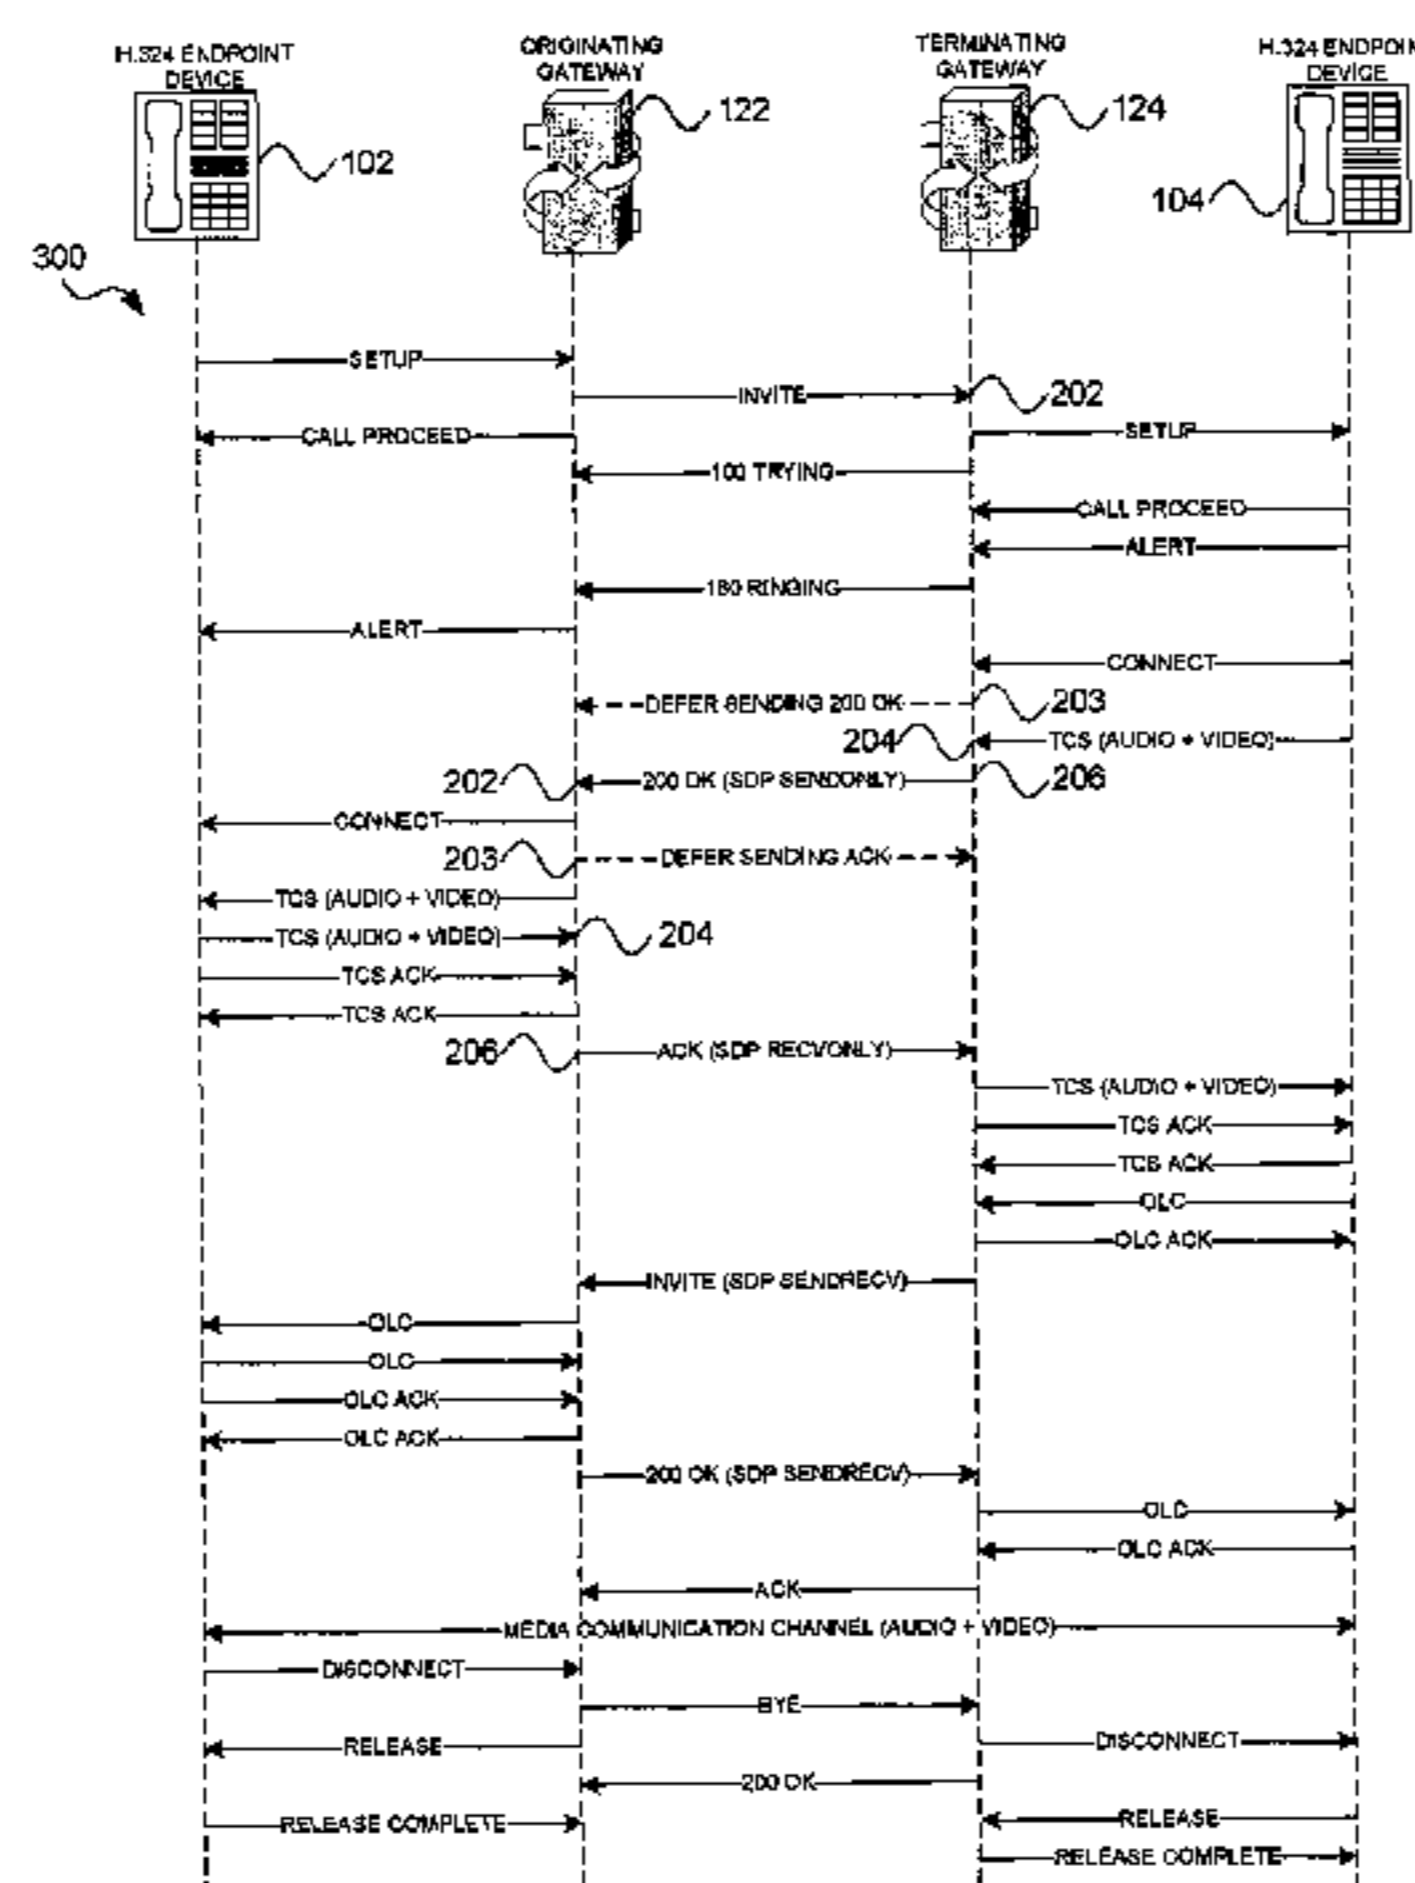 H.324 ENDPOINT
DEVICE
ORIGINATING
GATEWAY
TERMINATING
GATEWAY
H.324 ENDPOIN
DEVICE
122
124
102
104
300
SETUP
INVITE
202
CALL PROCEED
SETUP
100 TRYING
CALL PROCEED
ALERT
180 RINGING
ALERT
CONNECT
DEFER SENDING 200 OK
203
204
TCS (AUDIO + VIDEO)
202
200 OK (SDP SENDONLY)
206
CONNECT
203
DEFER SENDING ACK
TCS (AUDIO + VIDEO)
TCS (AUDIO + VIDEO)
204
TCS ACK
TCS ACK
206
ACK (SDP RECVONLY)
TCS (AUDIO + VIDEO)
TCS ACK
TCS ACK
OLC
OLC ACK
INVITE (SDP SENDRECV)
OLC
OLC
OLC ACK
OLC ACK
200 OK (SDP SENDRECV)
OLC
OLC ACK
ACK
MEDIA COMMUNICATION CHANNEL (AUDIO + VIDEO)
DISCONNECT
BYE
RELEASE
DISCONNECT
200 OK
RELEASE COMPLETE
RELEASE
RELEASE COMPLETE